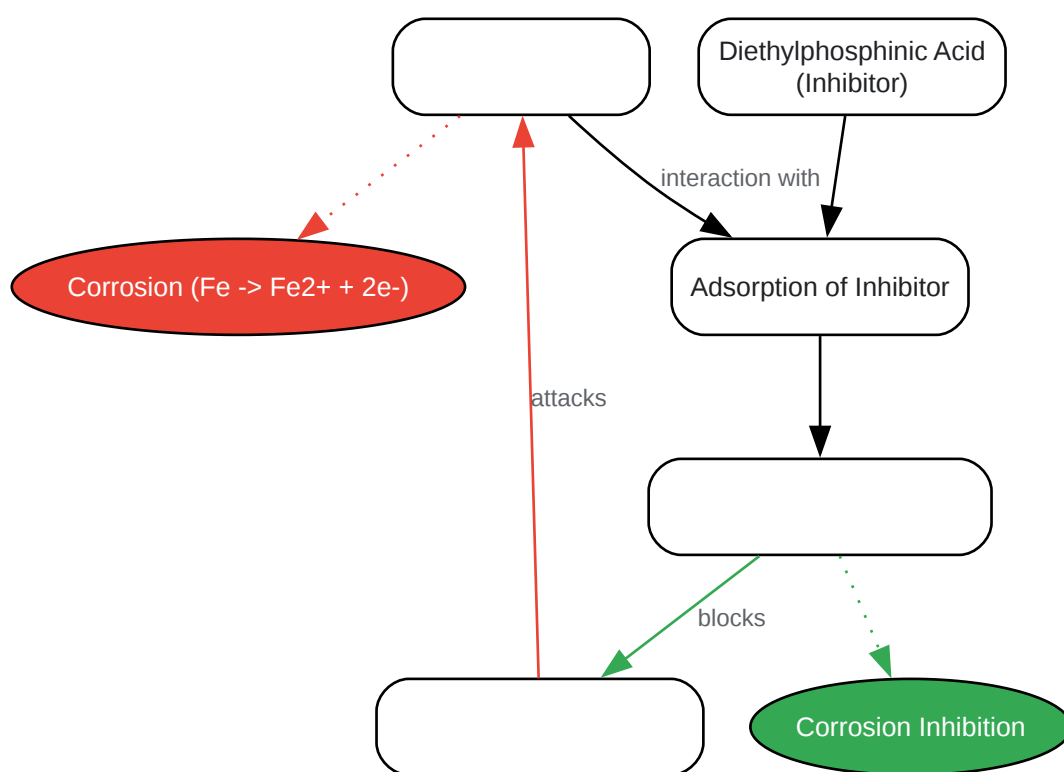 Diethylphosphinic Acid
(Inhibitor)
interaction with
Corrosion (Fe -> Fe2+ + 2e-)
Adsorption of Inhibitor
attacks
blocks
Corrosion Inhibition